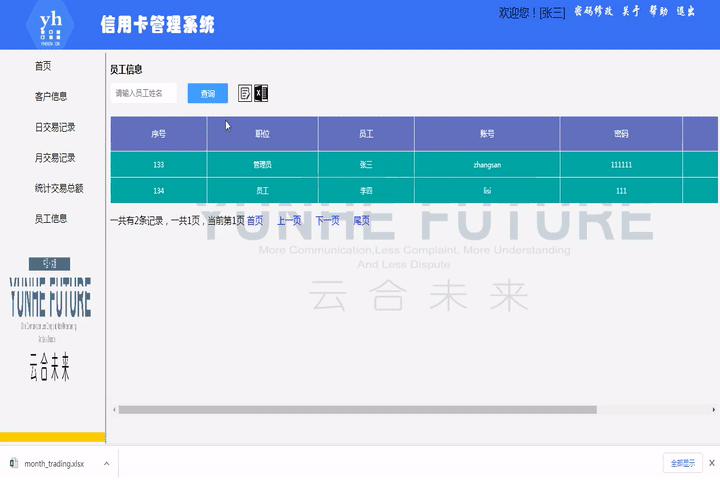 yh
信用卡管理系统
欢迎您！[张三] 密码修改 关于 帮助 退出
首页
客户信息
日交易记录
月交易记录
统计交易总额
员工信息
员工信息
请输入员工姓名 查询
序号 职位 员工 账号 密码
133 管理员 张三 zhangsan 111111
134 员工 李四 lisi 111
一共有2条记录，一共1页，当前第1页 首页 上一页 下一页 尾页
YUNHE FUTURE
More Communication,Less Complaint, More Understanding
And Less Dispute
云合未来
YUNHE FUTURE
云合未来
month_trading.xlsx
全部显示